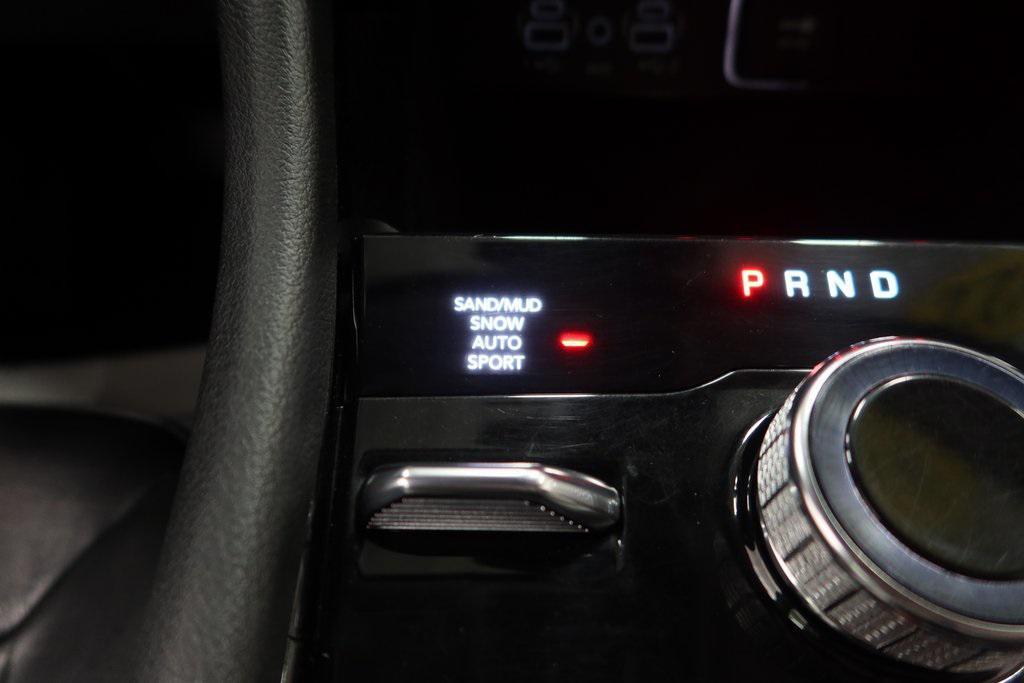 P R N D
SAND/MUD
SNOW
AUTO
SPORT